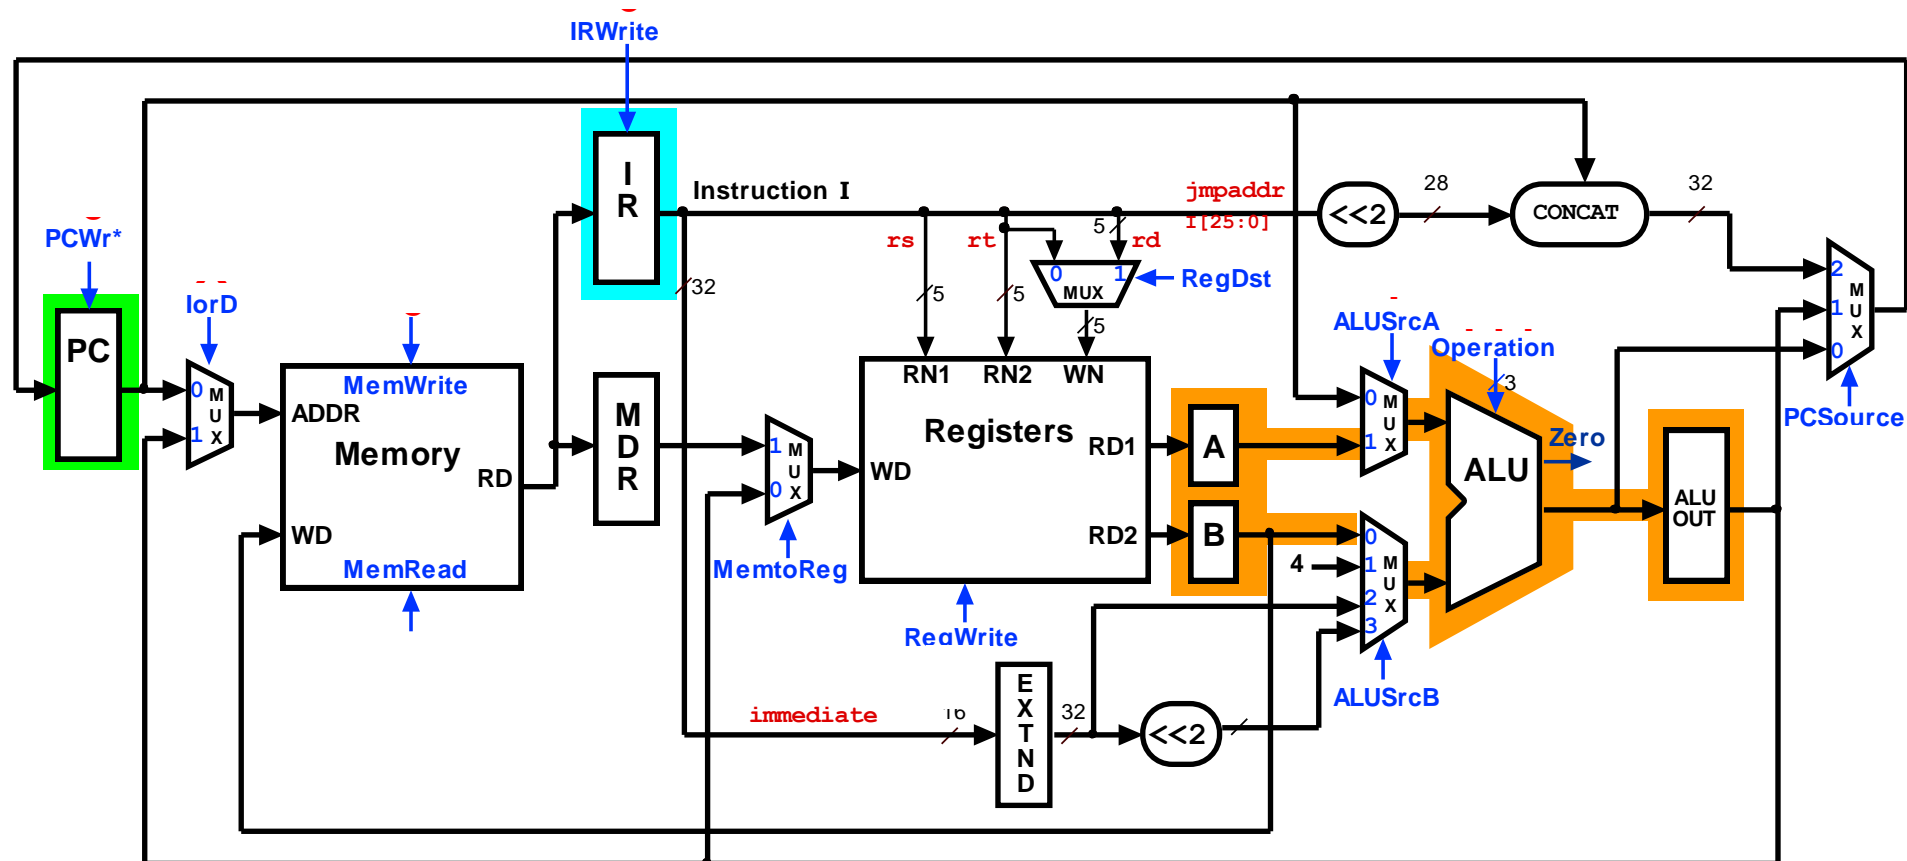 IRWrite
I
R
Instruction I
jmpaddr
I[25:0]
<<2
28
CONCAT
32
PCWr*
IorD
PC
rs
rt
5
rd
0
1
MUX
RegDst
32
5
5
5
2
1
0
M
U
X
PCSource
ALUSrcA
Operation
3
0
1
M
U
X
MemWrite
ADDR
Memory
RD
WD
MemRead
M
D
R
1
0
M
U
X
MemtoReg
RN1
RN2
WN
Registers
RD1
WD
RD2
RegWrite
A
B
0
1
M
U
X
ALU
Zero
ALU
OUT
4
0
1
2
3
M
U
X
ALUSrcB
immediate
16
E
X
T
N
D
32
<<2